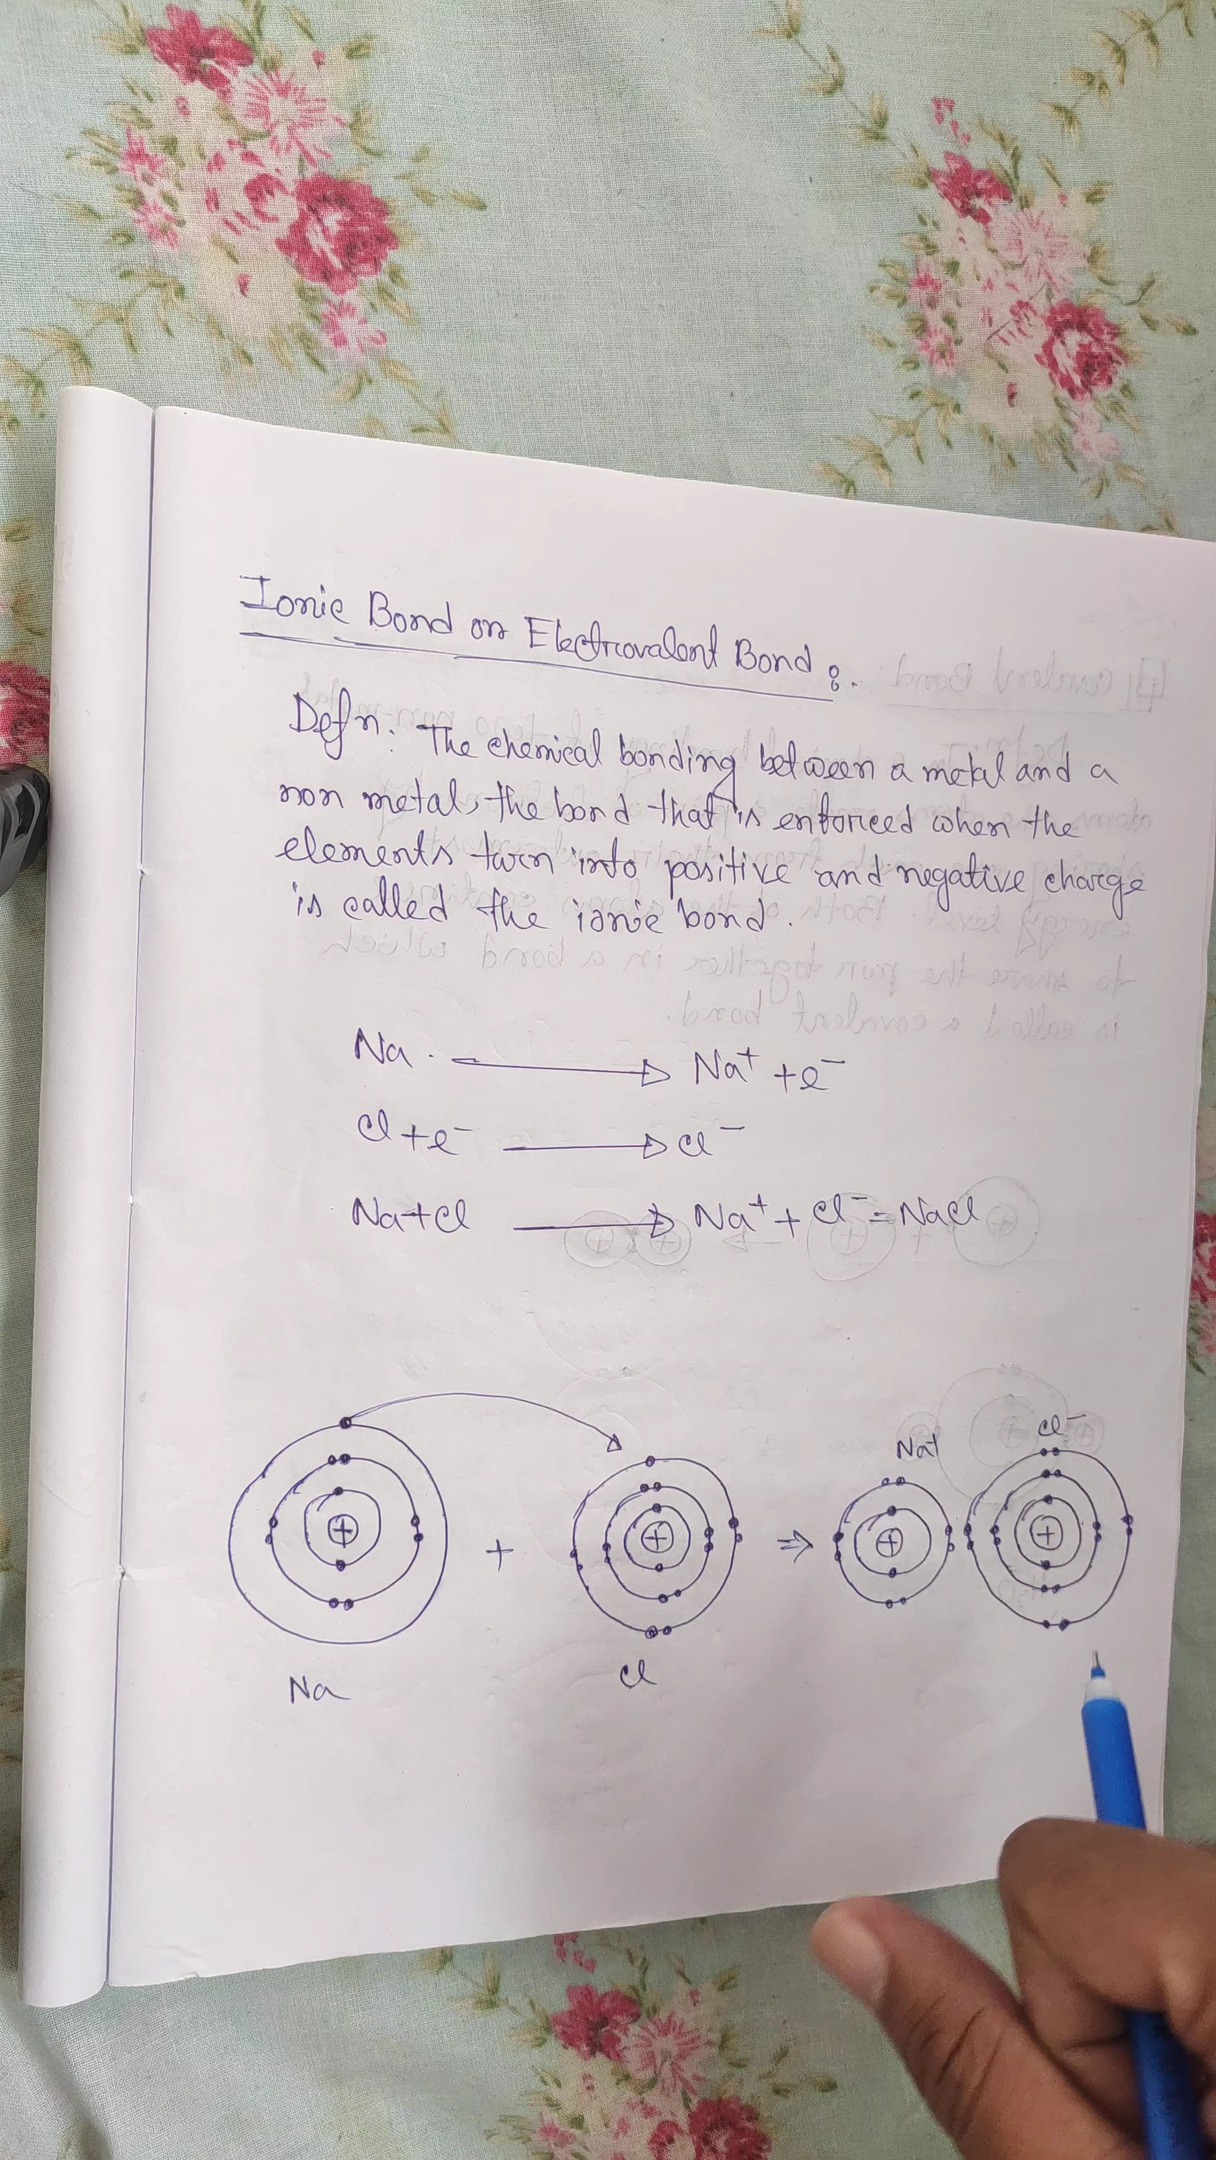 Ionic Bond or Electrovalent Bond :-
Defn: The chemical bonding between a metal and a
non metal, the bond that is enforced when the
elements turn into positive and negative charge
is called the ionic bond.
Na. → Na⁺ + e⁻
Cl + e⁻ → Cl⁻
Na + Cl → Na⁺ + Cl⁻ = NaCl
Na⁺ Cl⁻
+ + ⇒ + +
+
Na Cl